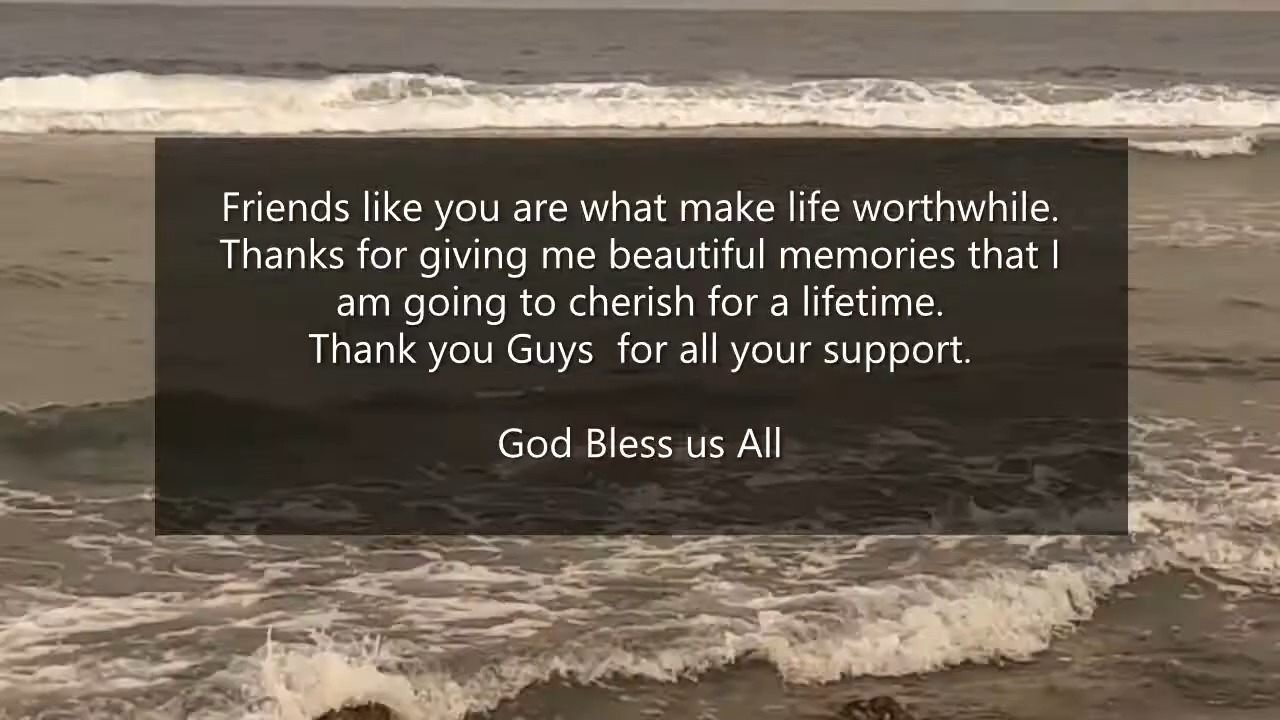 Friends like you are what make life worthwhile.
Thanks for giving me beautiful memories that I
am going to cherish for a lifetime.
Thank you Guys  for all your support.
God Bless us All